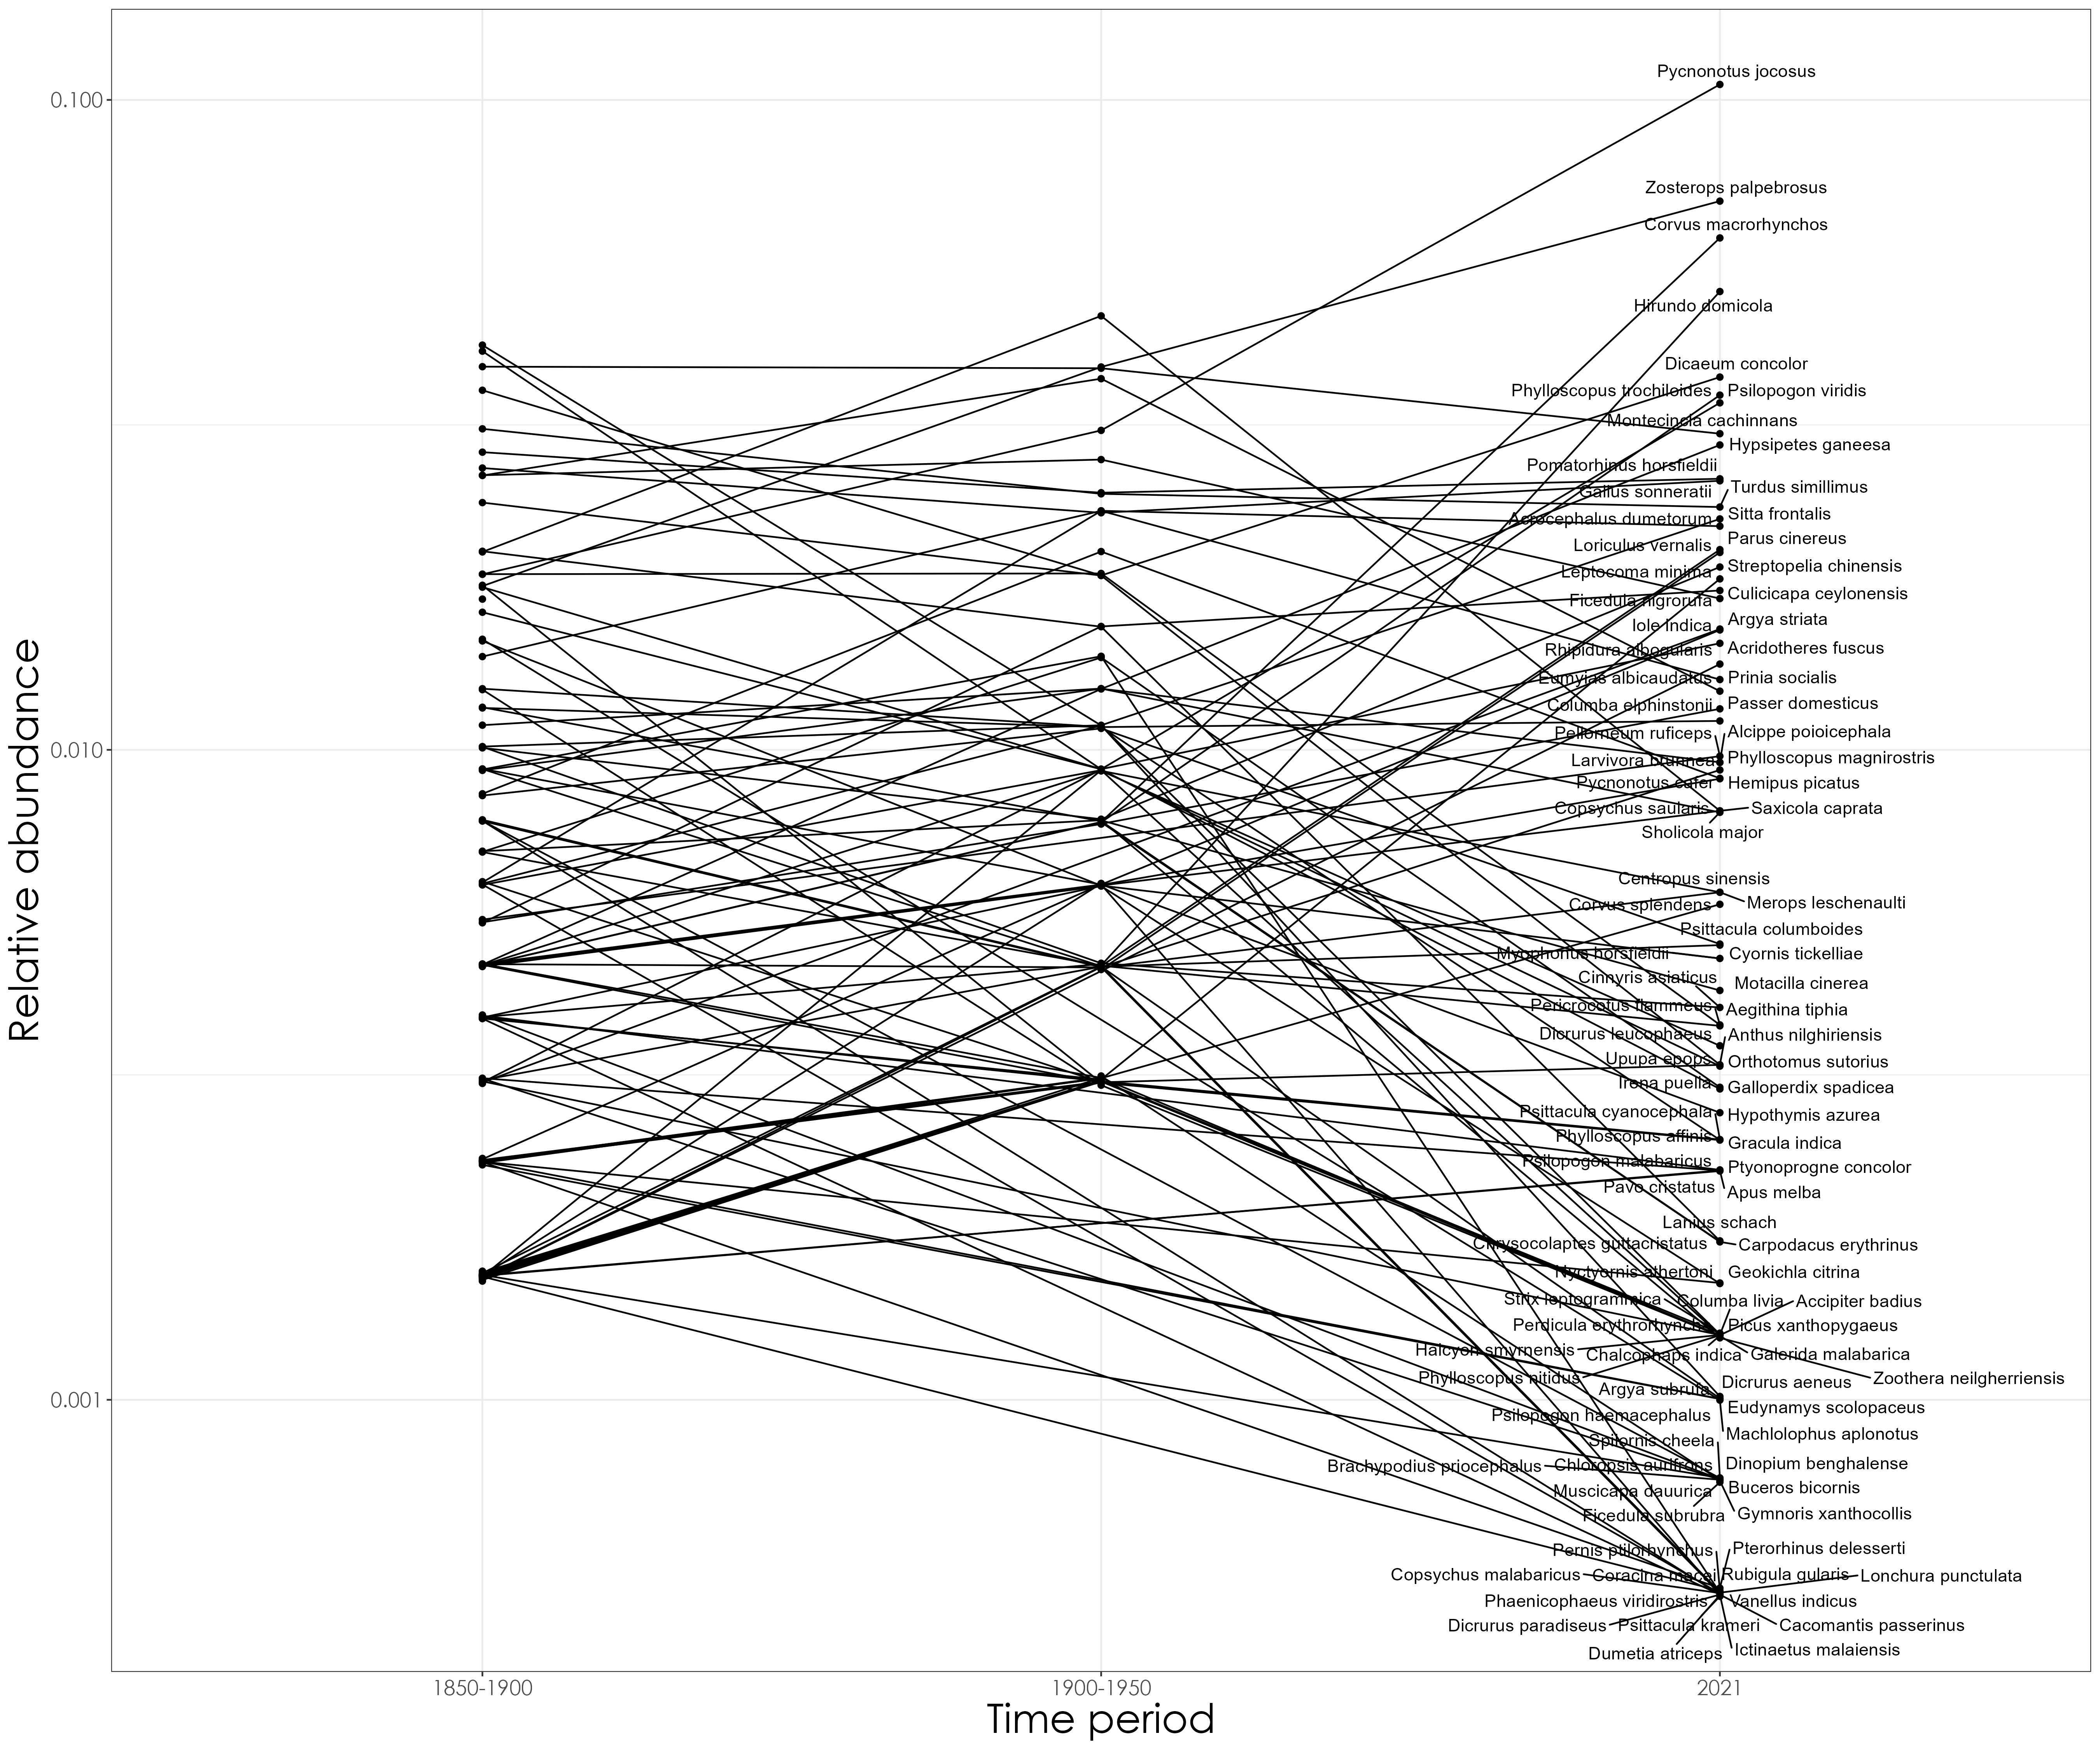 Pycnonotus jocosus
0.100
Zosterops palpebrosus
Corvus macrorhynchos
Hirundo domicola
Dicaeum concolor
Phylloscopus trochiloides Psilopogon viridis
Montecincla cachinnans
Hypsipetes ganeesa
Pomatorhinus horsfieldii
Gallus sonneratii Turdus simillimus
Acrocephalus dumetorum Sitta frontalis
Loriculus vernalis Parus cinereus
Leptocoma minima Streptopelia chinensis
Ficedula nigrorufa Culicicapa ceylonensis
Iole indica Argya striata
Rhipidura albogularis Acridotheres fuscus
Eumyias albicaudatus Prinia socialis
Columba elphinstonii Passer domesticus
Pellorneum ruficeps Alcippe poioicephala
0.010
Larvivora brunnea Phylloscopus magnirostris
Pycnonotus cafer Hemipus picatus
Copsychus saularis Saxicola caprata
Sholicola major
Centropus sinensis
Corvus splendens Merops leschenaulti
Psittacula columboides
Myophonus horsfieldii Cyornis tickelliae
Cinnyris asiaticus Motacilla cinerea
Pericrocotus flammeus Aegithina tiphia
Dicrurus leucophaeus Anthus nilghiriensis
Upupa epops Orthotomus sutorius
Irena puella Galloperdix spadicea
Psittacula cyanocephala Hypothymis azurea
Phylloscopus affinis Gracula indica
Psilopogon malabaricus Ptyonoprogne concolor
Pavo cristatus Apus melba
Lanius schach
Chrysocolaptes guttacristatus Carpodacus erythrinus
Nyctyornis athertoni Geokichla citrina
Strix leptogrammica Columba livia Accipiter badius
Perdicula erythrorhyncha Picus xanthopygaeus
Halcyon smyrnensis Chalcophaps indica Galerida malabarica
Phylloscopus nitidus Zoothera neilgherriensis
Argya subrufa Dicrurus aeneus
0.001
Eudynamys scolopaceus
Psilopogon haemacephalus
Spilornis cheela Machlolophus aplonotus
Brachypodius priocephalus Chloropsis aurifrons Dinopium benghalense
Muscicapa dauurica Buceros bicornis
Ficedula subrubra Gymnoris xanthocollis
Pernis ptilorhynchus Pterorhinus delesserti
Copsychus malabaricus Coracina macei Rubigula gularis Lonchura punctulata
Phaenicophaeus viridirostris Vanellus indicus
Dicrurus paradiseus Psittacula krameri Cacomantis passerinus
Dumetia atriceps Ictinaetus malaiensis
1850-1900 1900-1950 2021
Time period
Relative abundance